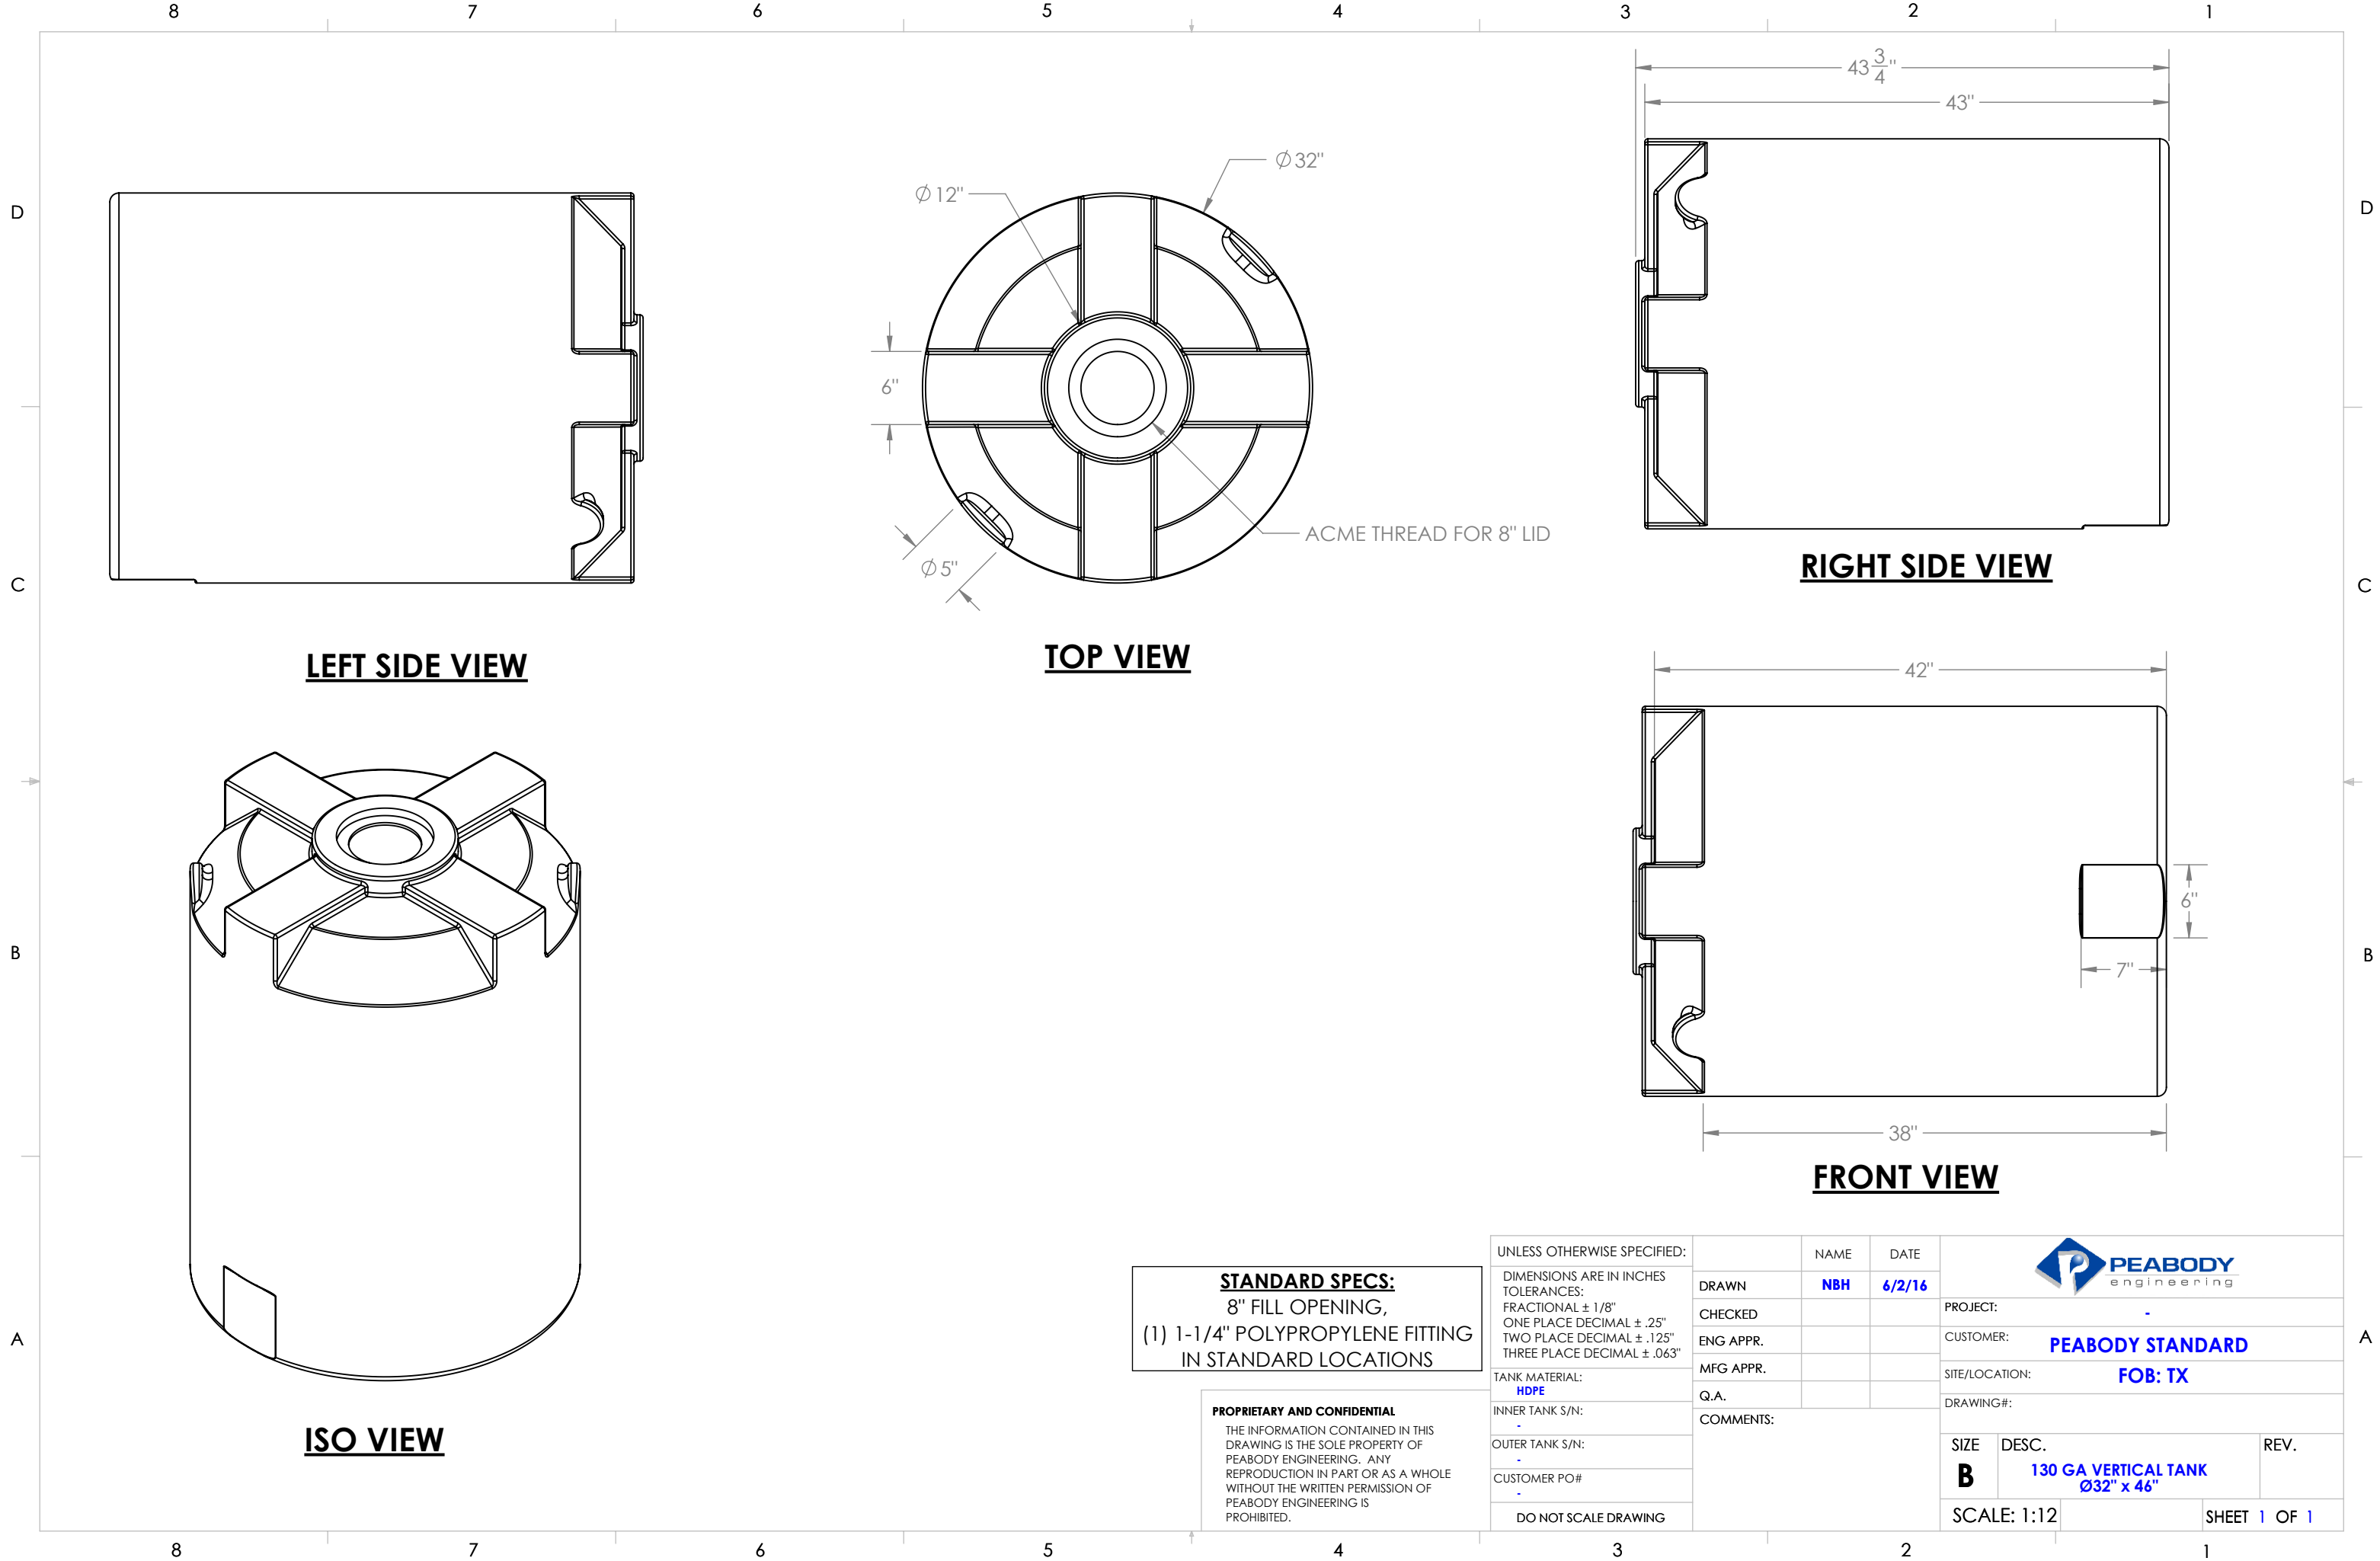 8 7 6 5 4 3 2 1
D
C
B
A
D
C
B
A
43 3/4"
43"
Ø32"
Ø12"
6"
Ø5"
ACME THREAD FOR 8" LID
LEFT SIDE VIEW
TOP VIEW
RIGHT SIDE VIEW
42"
6"
7"
38"
FRONT VIEW
ISO VIEW
STANDARD SPECS:
8" FILL OPENING,
(1) 1-1/4" POLYPROPYLENE FITTING
IN STANDARD LOCATIONS
PROPRIETARY AND CONFIDENTIAL
THE INFORMATION CONTAINED IN THIS
DRAWING IS THE SOLE PROPERTY OF
PEABODY ENGINEERING. ANY
REPRODUCTION IN PART OR AS A WHOLE
WITHOUT THE WRITTEN PERMISSION OF
PEABODY ENGINEERING IS
PROHIBITED.
UNLESS OTHERWISE SPECIFIED:
DIMENSIONS ARE IN INCHES
TOLERANCES:
FRACTIONAL ± 1/8"
ONE PLACE DECIMAL ± .25"
TWO PLACE DECIMAL ± .125"
THREE PLACE DECIMAL ± .063"
TANK MATERIAL:
HDPE
INNER TANK S/N:
-
OUTER TANK S/N:
-
CUSTOMER PO#
-
DO NOT SCALE DRAWING
NAME DATE
DRAWN NBH 6/2/16
CHECKED
ENG APPR.
MFG APPR.
Q.A.
COMMENTS:
PEABODY
engineering
PROJECT: -
CUSTOMER: PEABODY STANDARD
SITE/LOCATION: FOB: TX
DRAWING#:
SIZE DESC. REV.
B
130 GA VERTICAL TANK
Ø32" x 46"
SCALE: 1:12
SHEET 1 OF 1
8 7 6 5 4 3 2 1